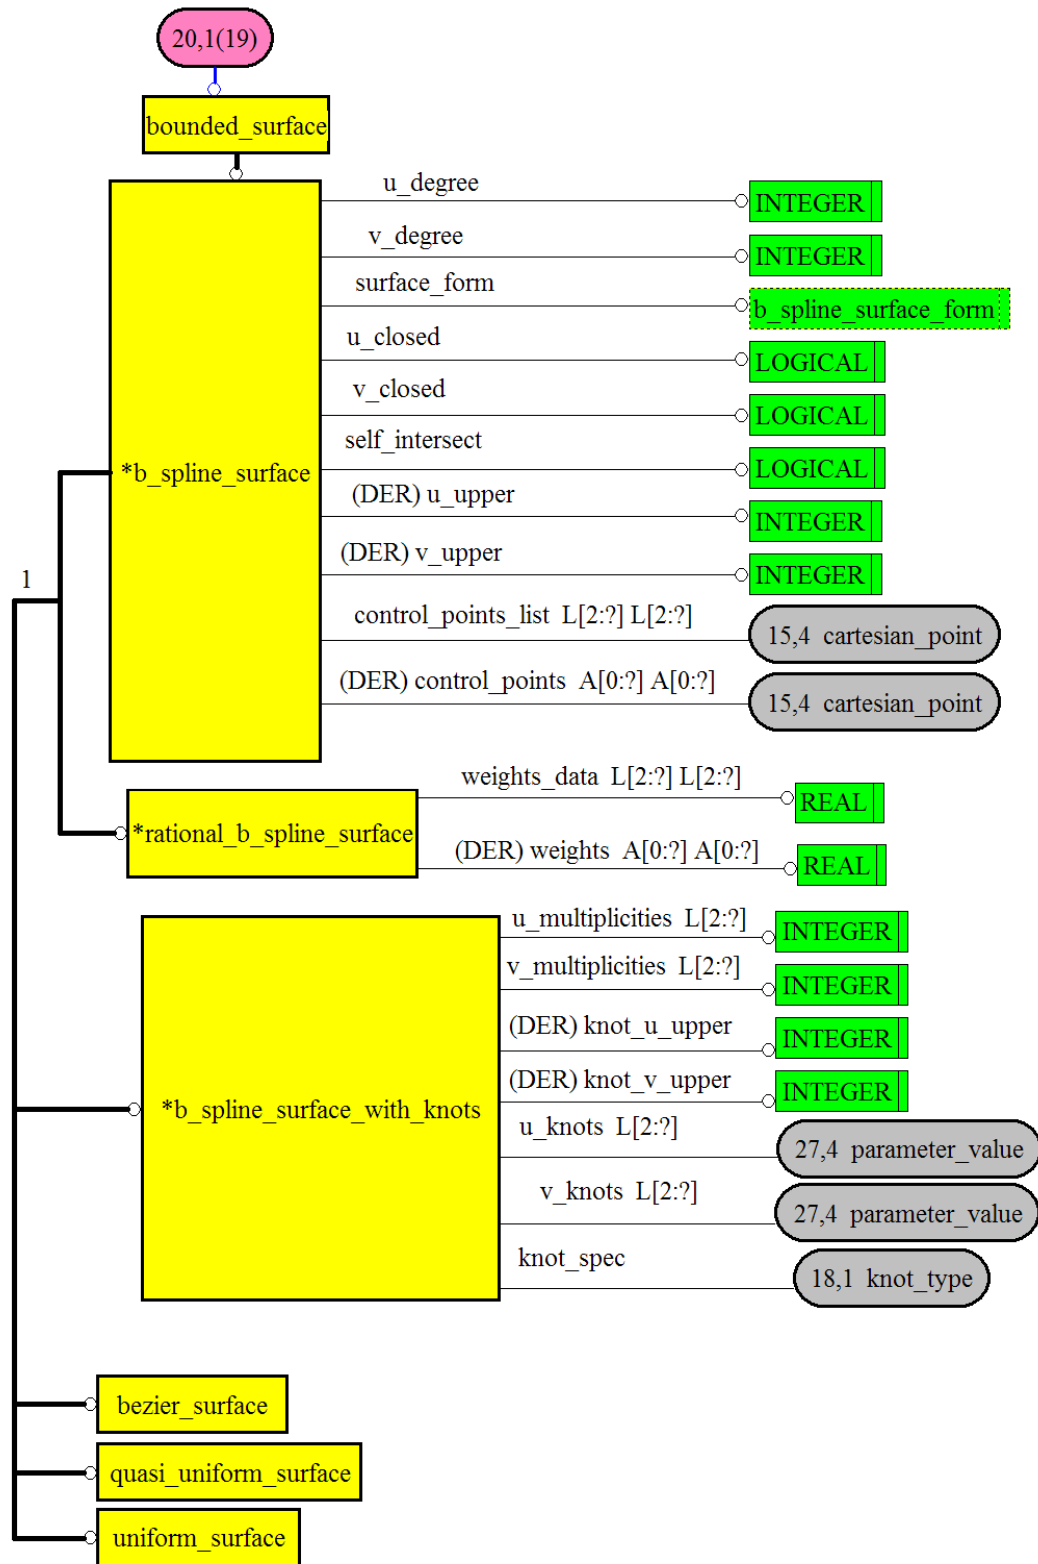 20,1(19)
bounded_surface
u_degree
INTEGER
v_degree
INTEGER
surface_form
b_spline_surface_form
u_closed
LOGICAL
v_closed
LOGICAL
self_intersect
LOGICAL
*b_spline_surface
(DER) u_upper
INTEGER
(DER) v_upper
INTEGER
1
control_points_list L[2:?] L[2:?]
15,4 cartesian_point
(DER) control_points A[0:?] A[0:?]
15,4 cartesian_point
weights_data L[2:?] L[2:?]
REAL
*rational_b_spline_surface
(DER) weights A[0:?] A[0:?]
REAL
u_multiplicities L[2:?]
INTEGER
v_multiplicities L[2:?]
INTEGER
(DER) knot_u_upper
INTEGER
(DER) knot_v_upper
INTEGER
*b_spline_surface_with_knots
u_knots L[2:?]
27,4 parameter_value
v_knots L[2:?]
27,4 parameter_value
knot_spec
18,1 knot_type
bezier_surface
quasi_uniform_surface
uniform_surface